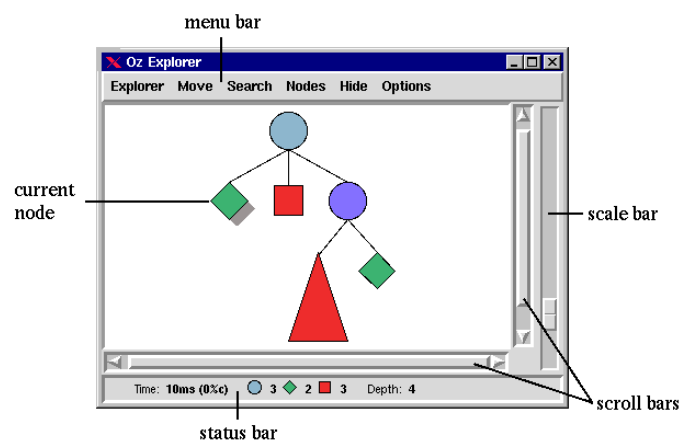 menu bar
Oz Explorer
Explorer Move Search Nodes Hide Options
current
node
scale bar
Time: 10ms (0%c) 3 2 3 Depth: 4
scroll bars
status bar